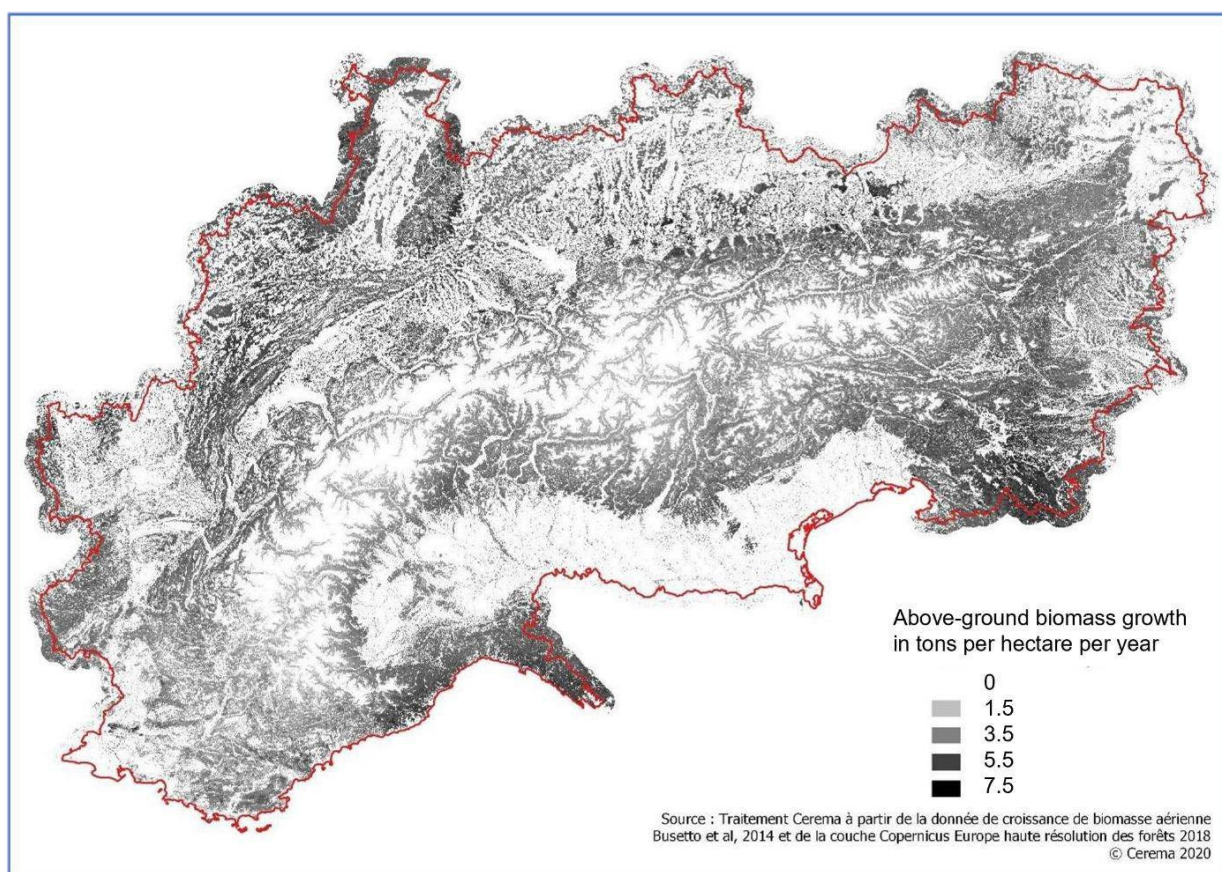 Above-ground biomass growth
in tons per hectare per year
0
1.5
3.5
5.5
7.5
Source : Traitement Cerema à partir de la donnée de croissance de biomasse aérienne
Busetto et al, 2014 et de la couche Copernicus Europe haute résolution des forêts 2018
© Cerema 2020